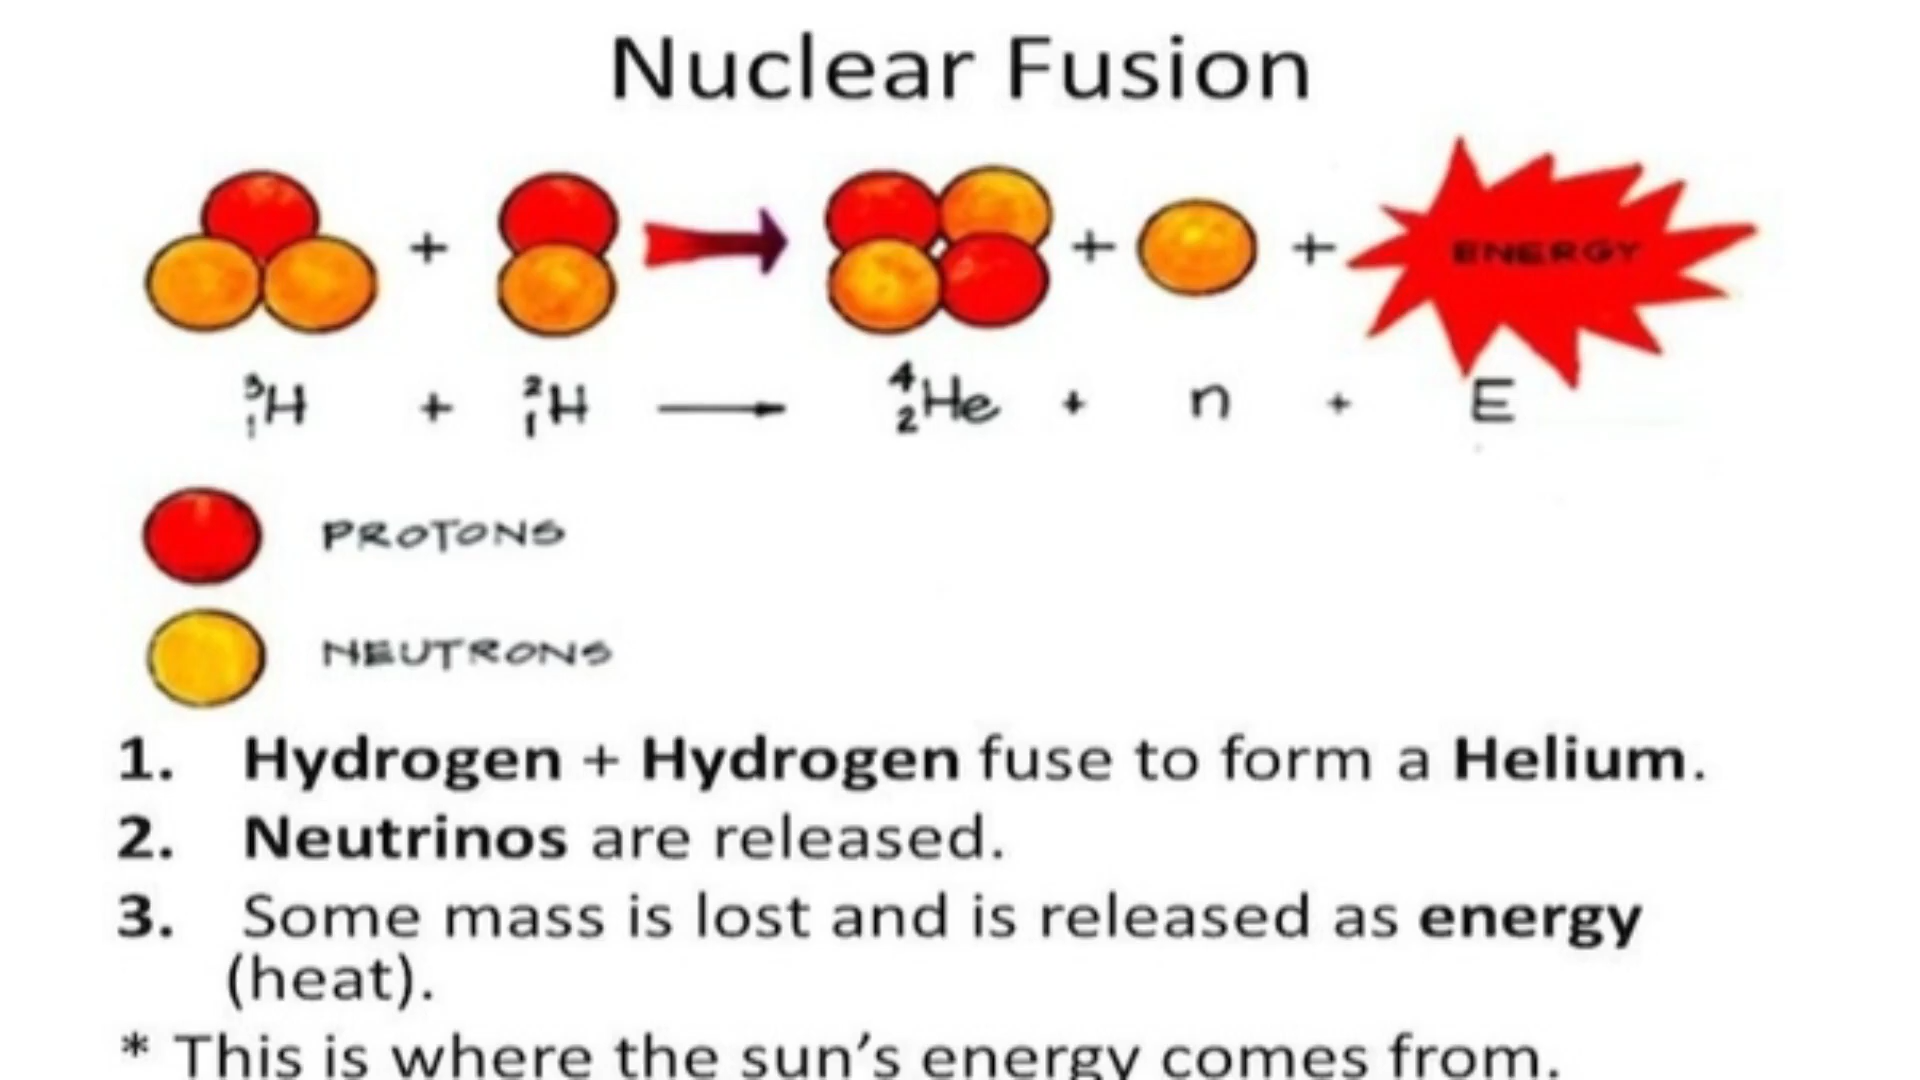 Nuclear Fusion
+ + + ENERGY
³₁H + ²₁H → ⁴₂He + n + E
PROTONS
NEUTRONS
1. Hydrogen + Hydrogen fuse to form a Helium.
2. Neutrinos are released.
3. Some mass is lost and is released as energy
(heat).
* This is where the sun's energy comes from.